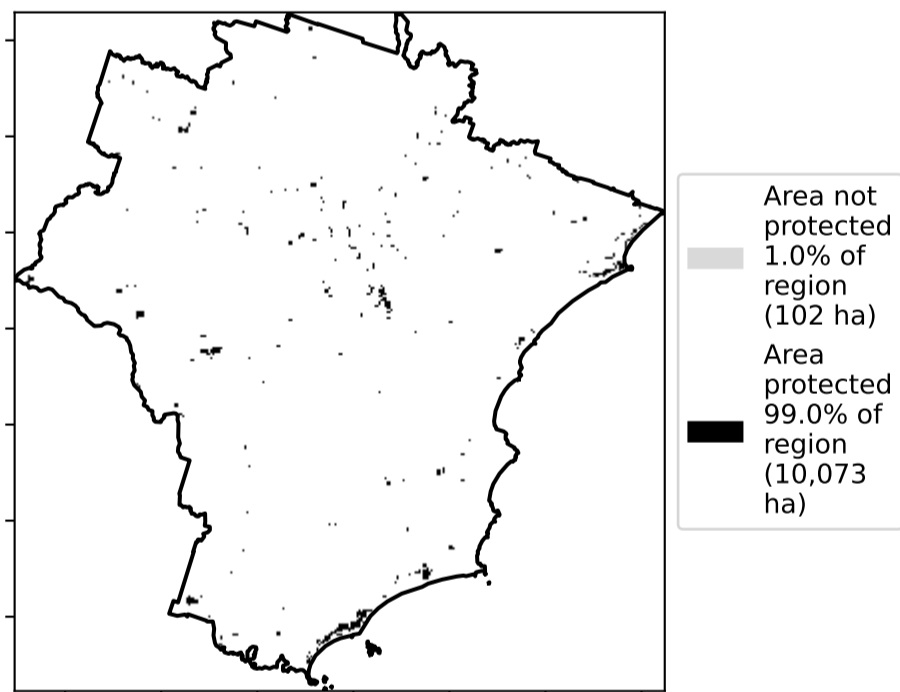 Area not
protected
1.0% of
region
(102 ha)
Area
protected
99.0% of
region
(10,073
ha)